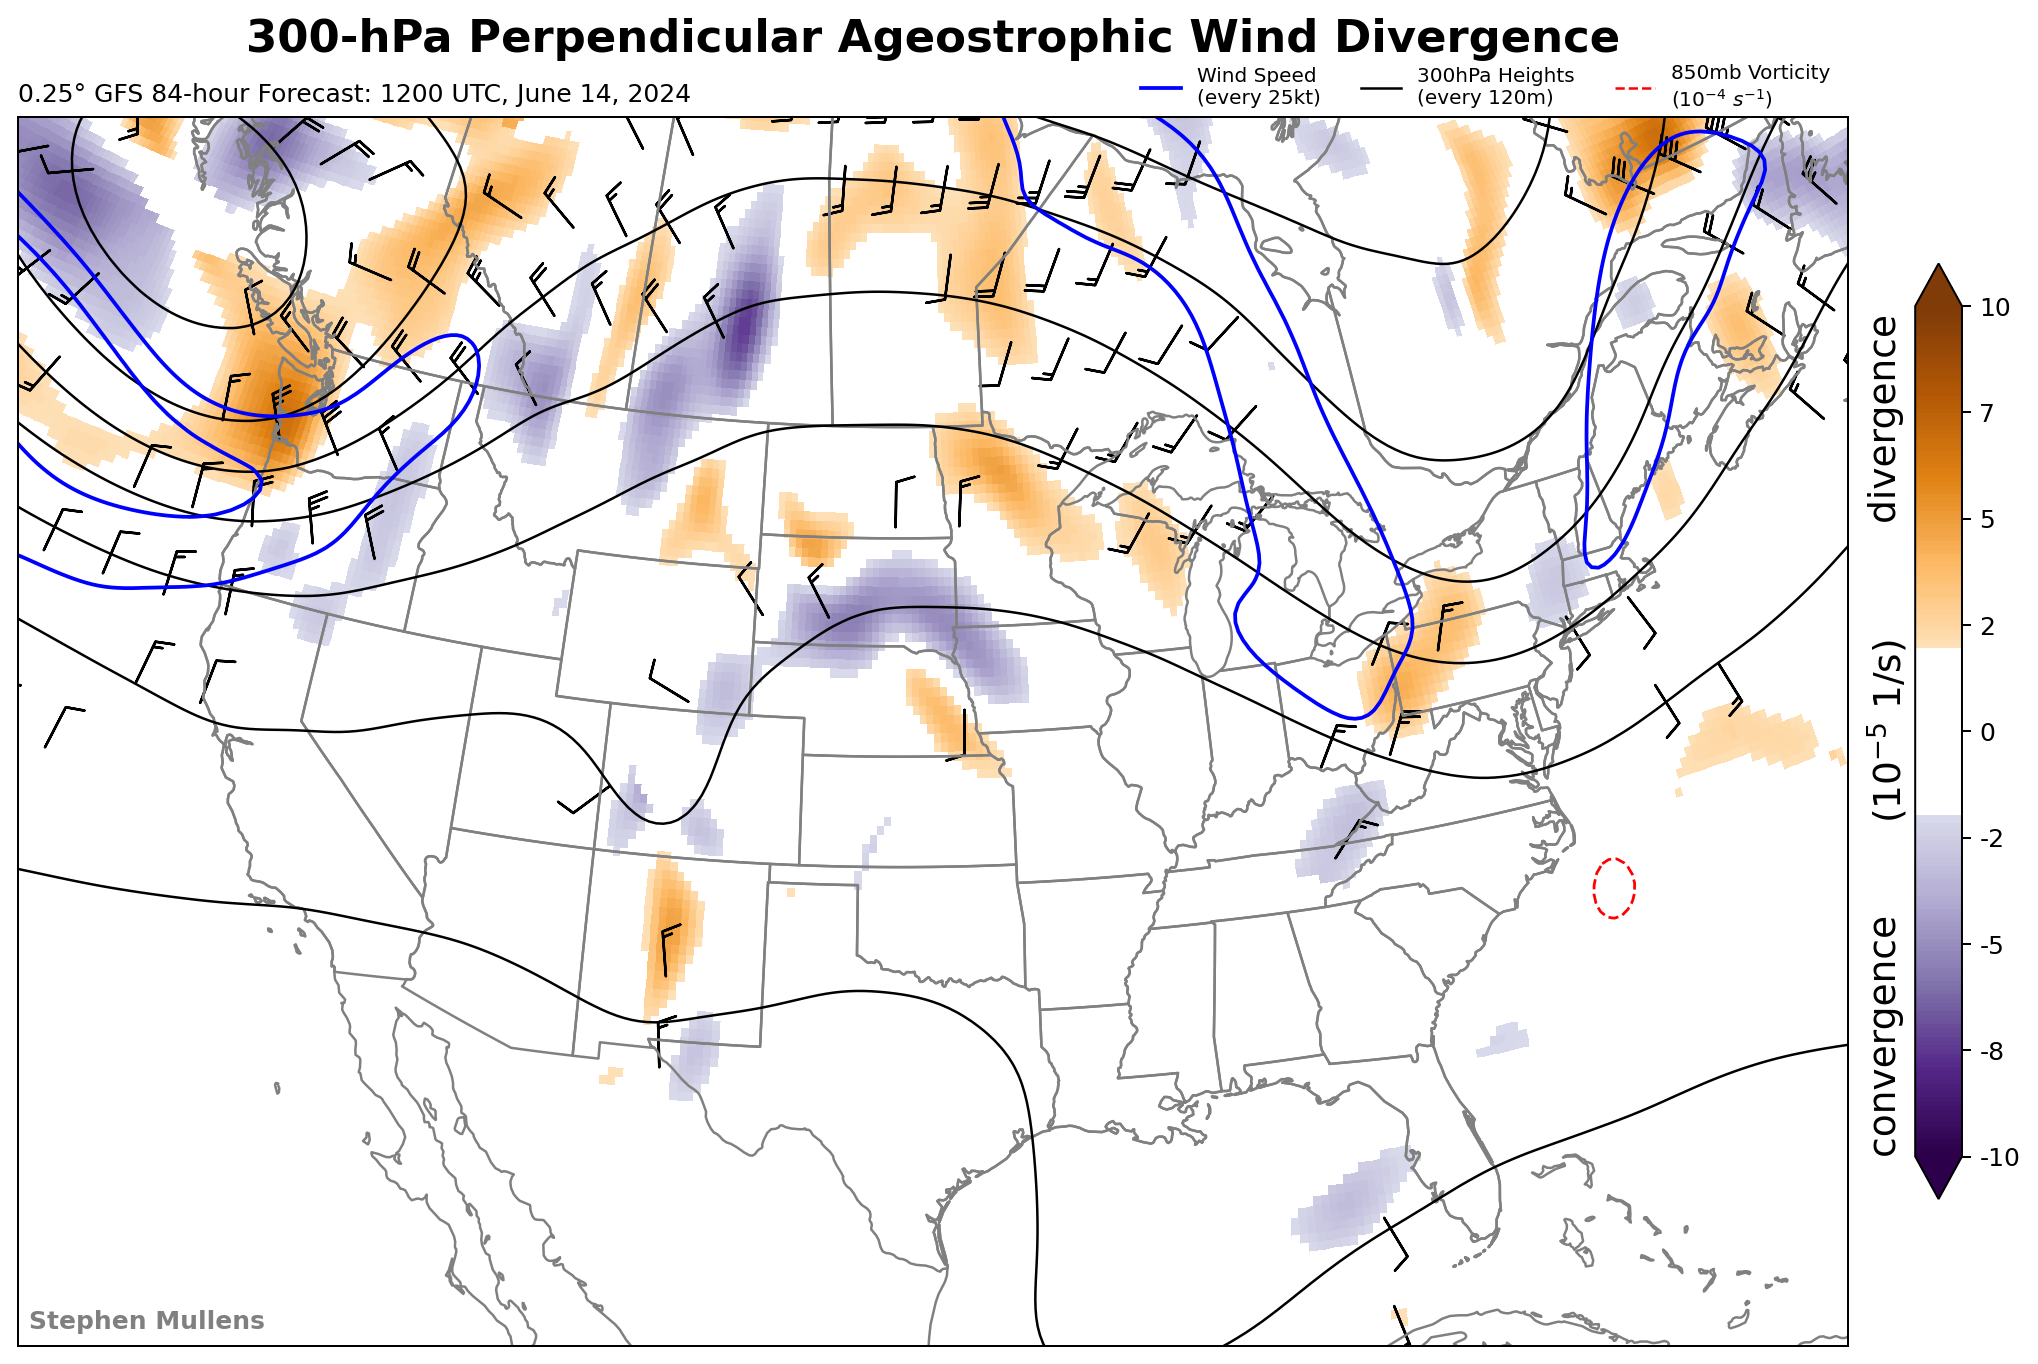 300-hPa Perpendicular Ageostrophic Wind Divergence
0.25° GFS 84-hour Forecast: 1200 UTC, June 14, 2024
Wind Speed
(every 25kt)
300hPa Heights
(every 120m)
850mb Vorticity
(10⁻⁴ s⁻¹)
10
7
5
2
0
-2
-5
-8
-10
convergence (10⁻⁵ 1/s) divergence
Stephen Mullens